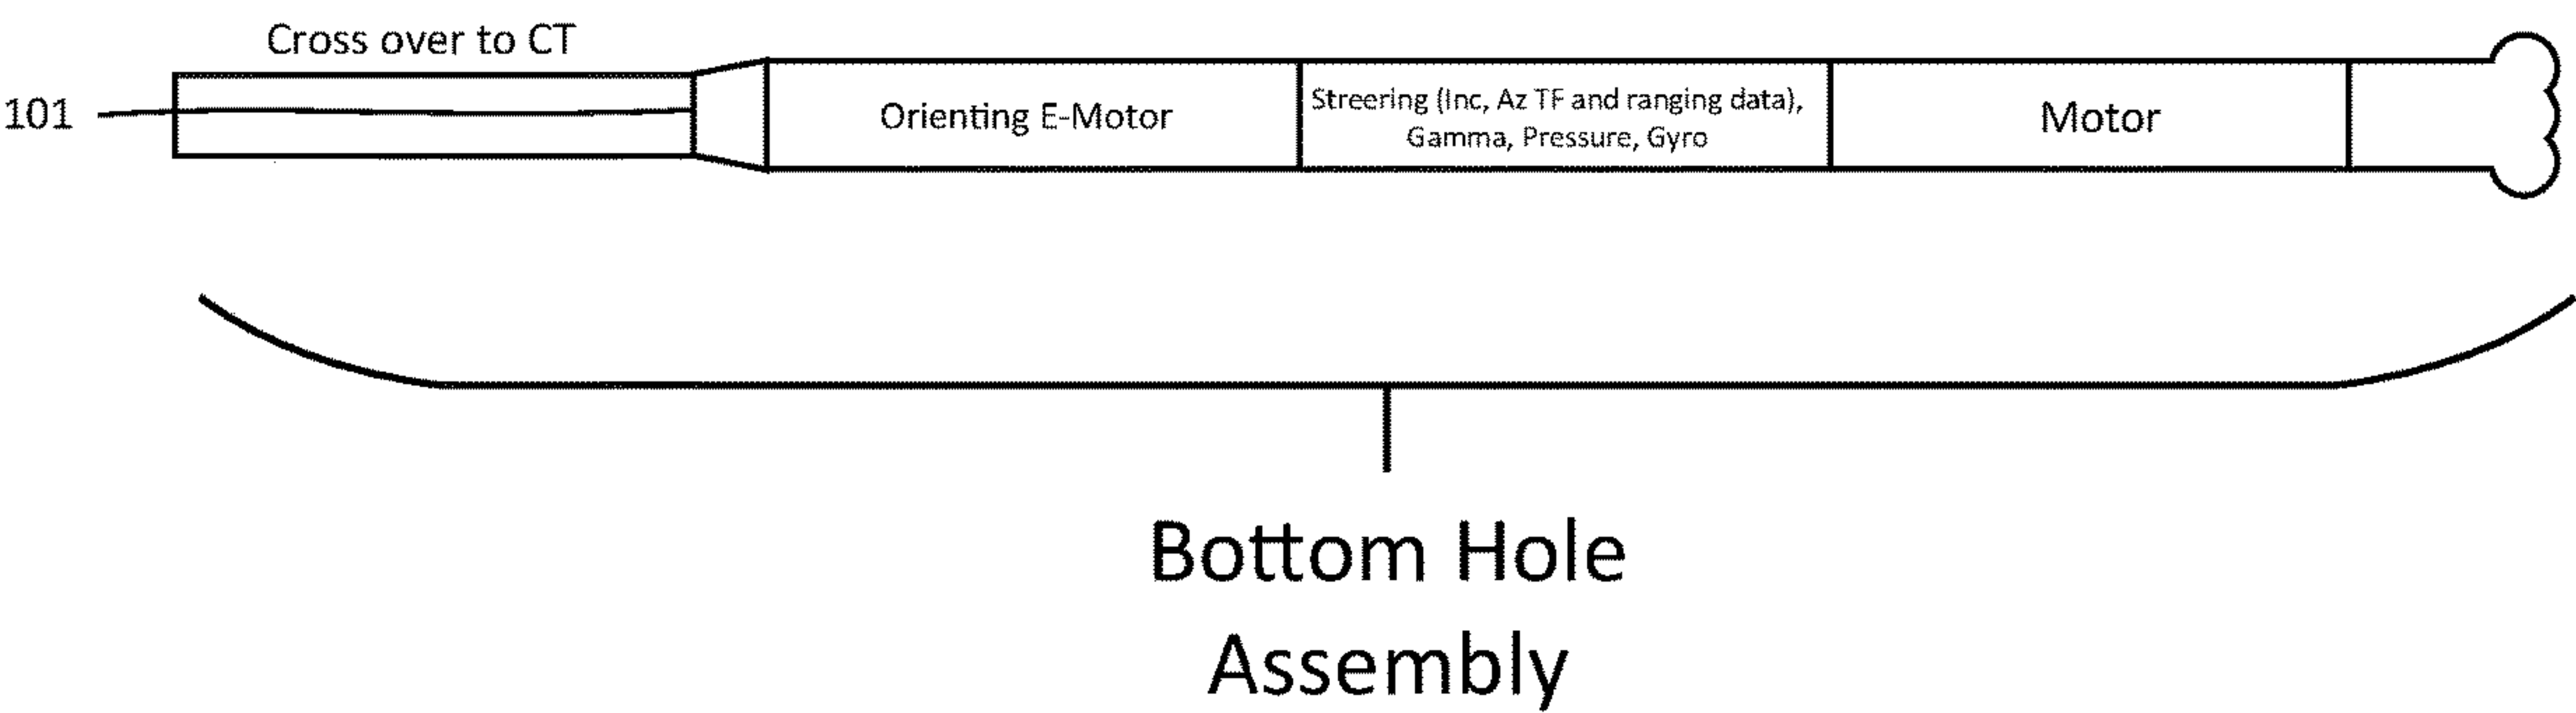 Cross over to CT
101
Orienting E-Motor
Streering (Inc, Az TF and ranging data),
Gamma, Pressure, Gyro
Motor
Bottom Hole
Assembly